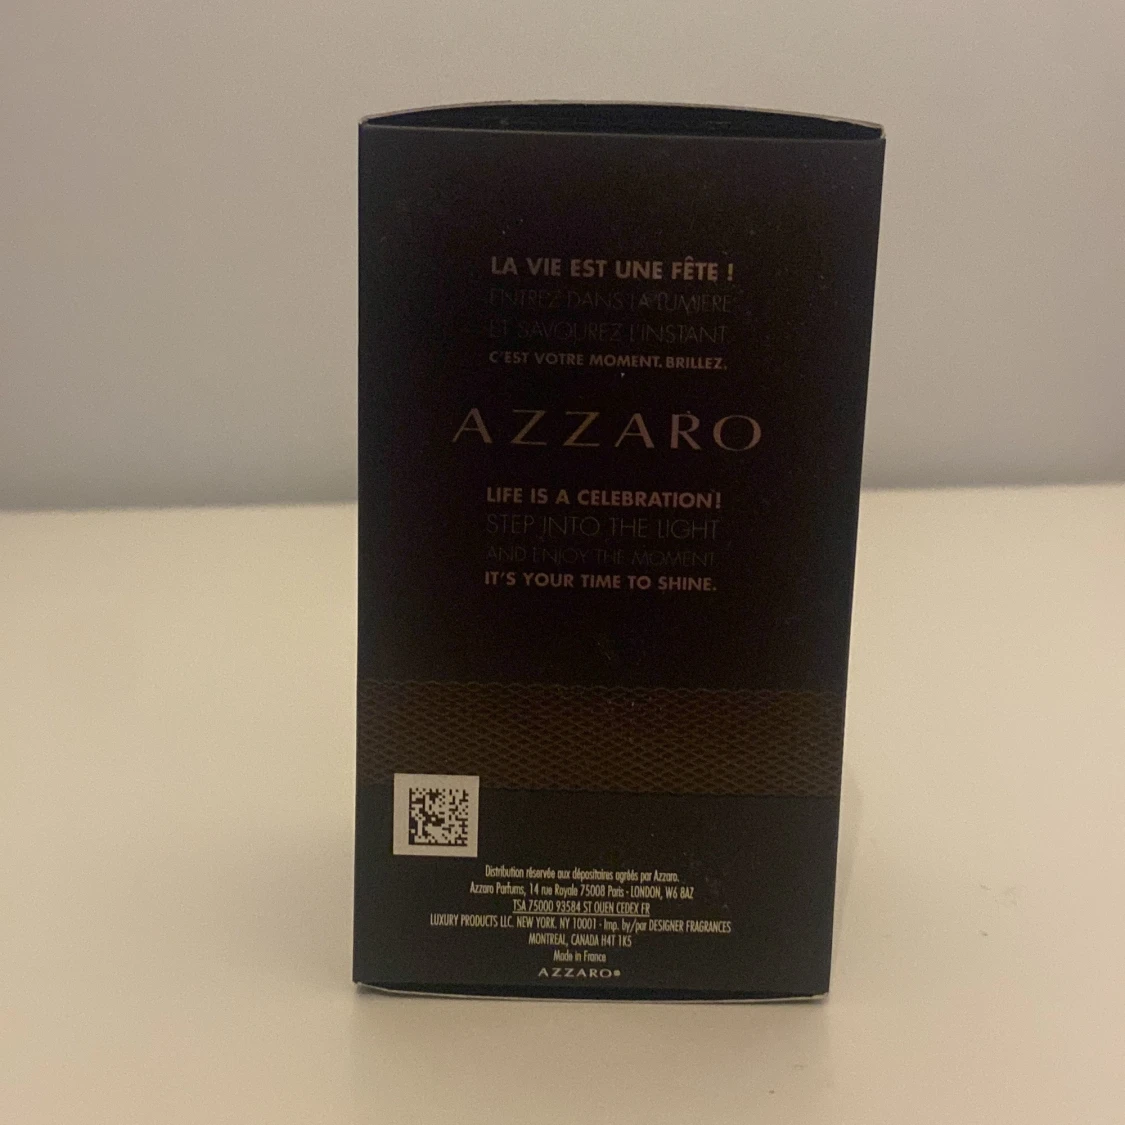 LA VIE EST UNE FÊTE !
ENTREZ DANS LA LUMIÈRE
ET SAVOUREZ L'INSTANT.
C'EST VOTRE MOMENT. BRILLEZ.
AZZARO
LIFE IS A CELEBRATION!
STEP INTO THE LIGHT
AND ENJOY THE MOMENT.
IT'S YOUR TIME TO SHINE.
Distribution réservée aux dépositaires agréés par Azzaro.
Azzaro Parfums, 14 rue Royale 75008 Paris - LONDON, W6 8AZ
TSA 75000 93584 ST OUEN CEDEX FR
LUXURY PRODUCTS LLC. NEW YORK. NY 10001 - Imp. by/par DESIGNER FRAGRANCES
MONTREAL, CANADA H4T 1K5
Made in France
AZZARO®